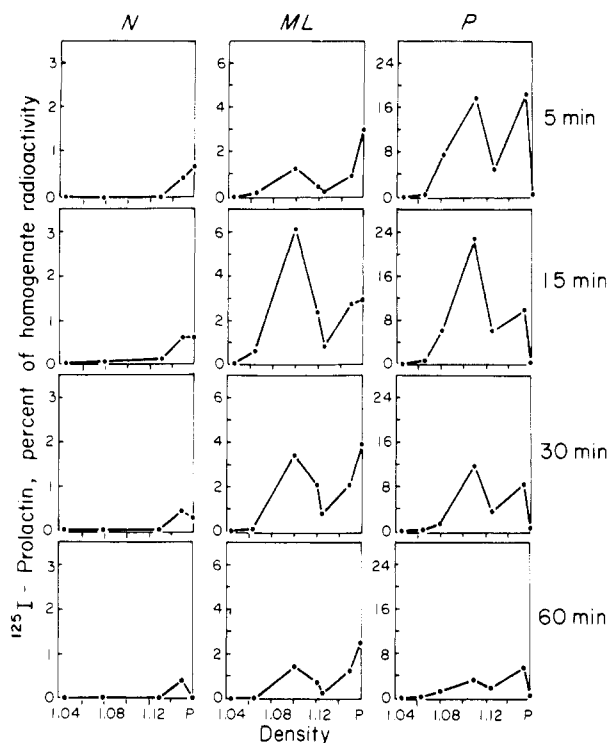 N ML P
3 2 1 0
6 4 2 0
28 24 16 8 0
5 min
3 2 1 0
6 4 2 0
24 16 8 0
15 min
3 2 1 0
6 4 2 0
24 16 8 0
30 min
3 2 1 0
6 4 2 0
24 16 8 0
60 min
1.04 1.08 1.12 P
1.04 1.08 1.12 P
1.04 1.08 1.12 P
Density
125I - Prolactin, percent of homogenate radioactivity